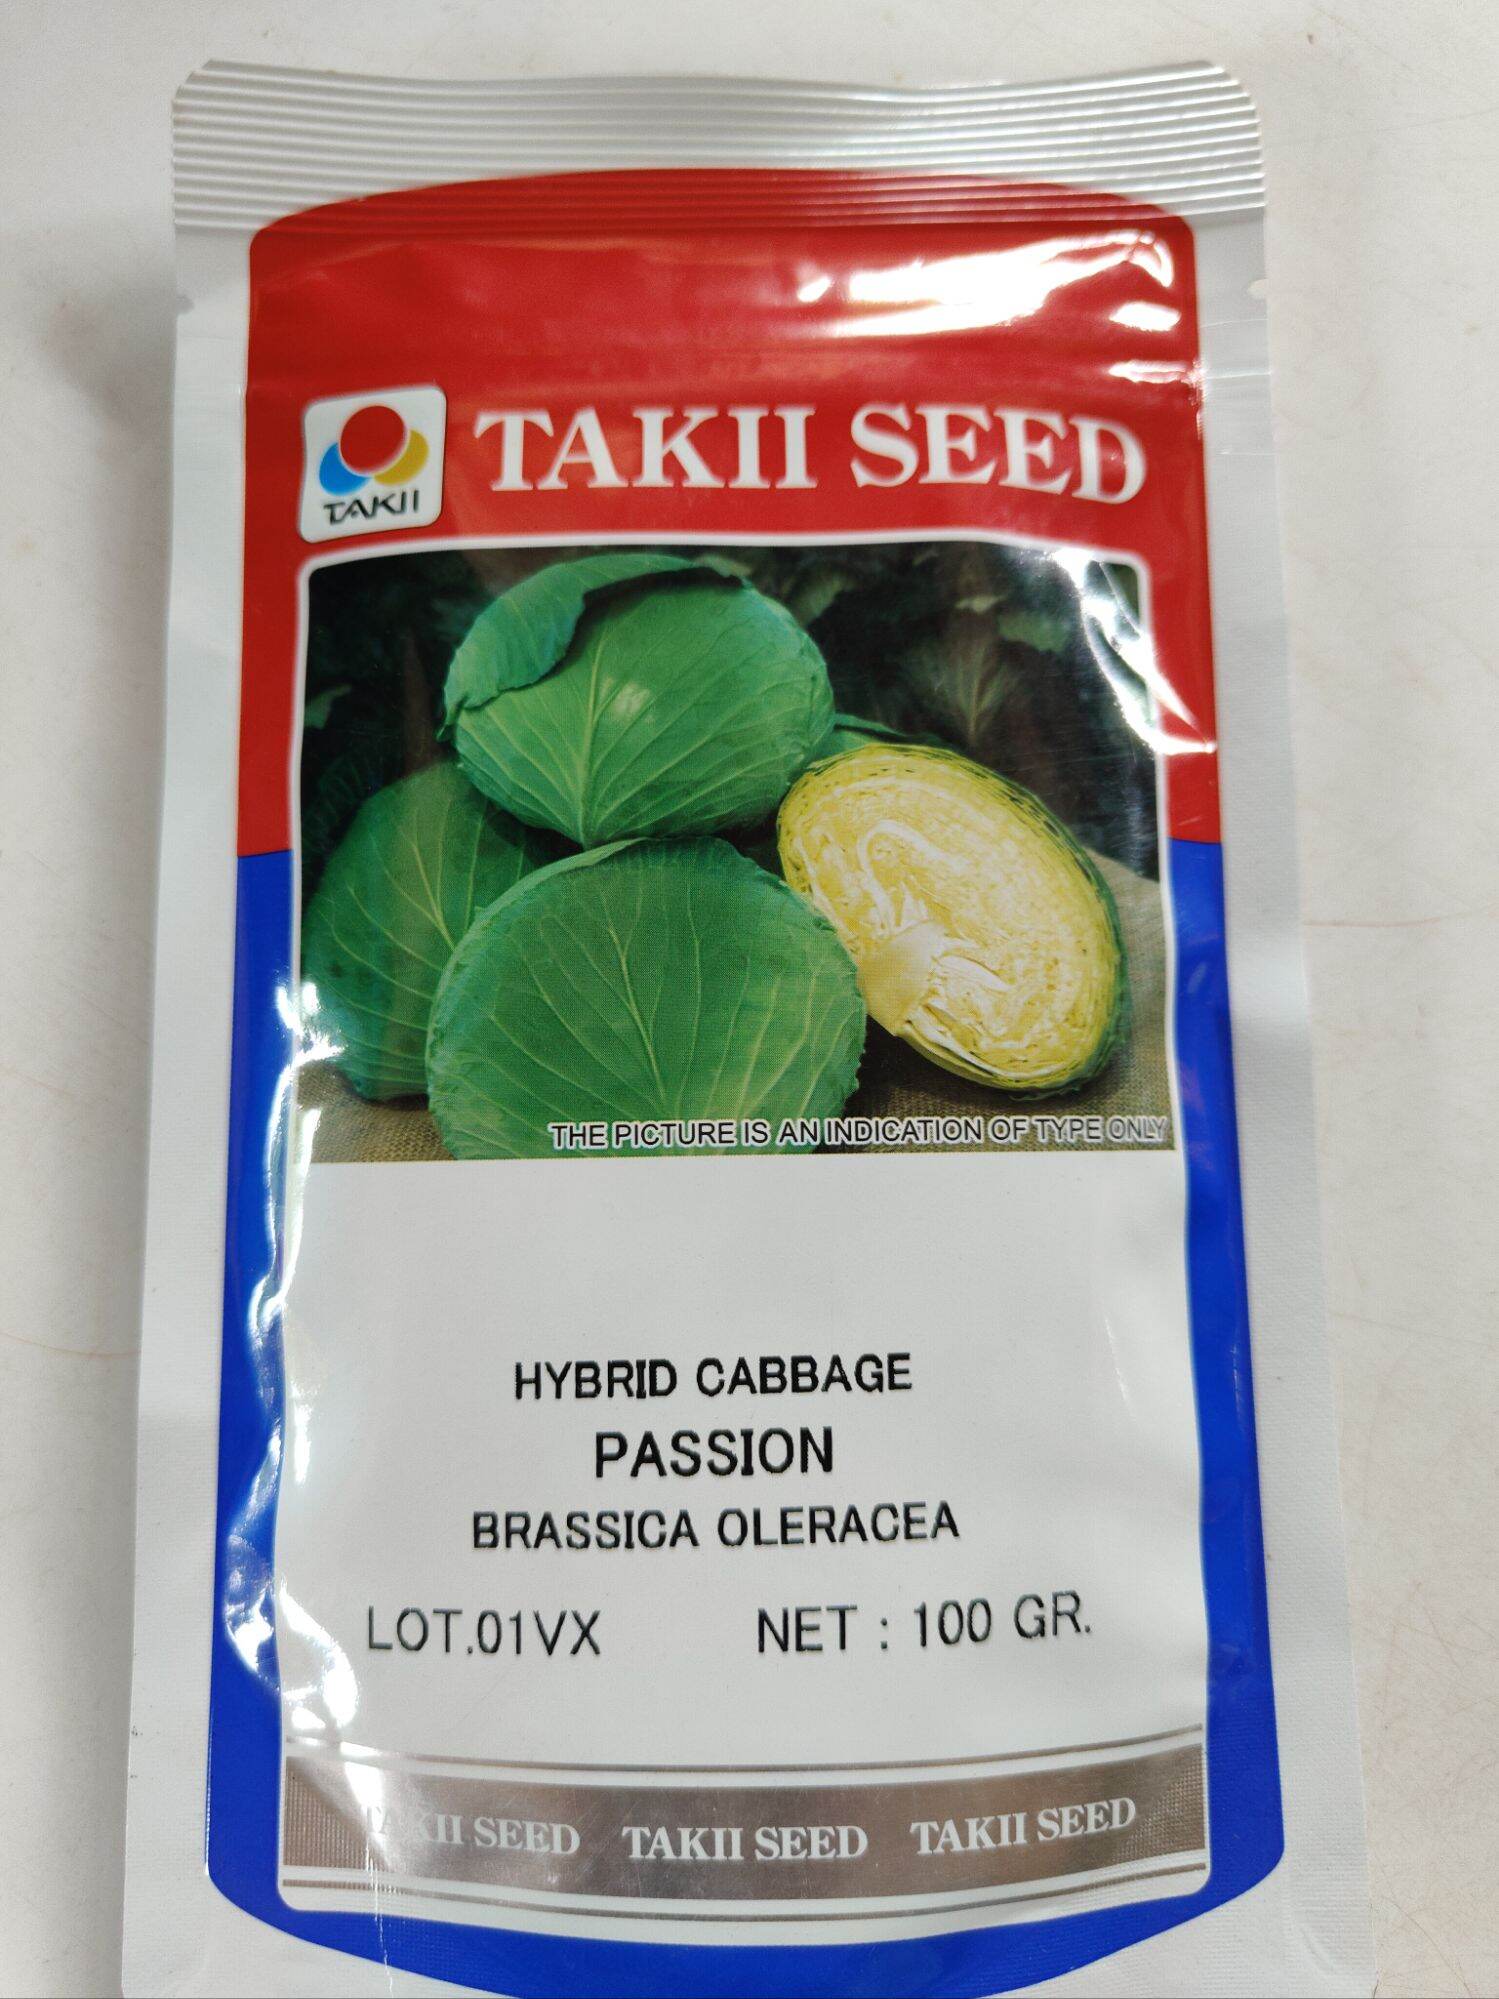 TAKII
TAKII SEED
THE PICTURE IS AN INDICATION OF TYPE ONLY
HYBRID CABBAGE
PASSION
BRASSICA OLERACEA
LOT.01VX NET : 100 GR.
TAKII SEED TAKII SEED TAKII SEED